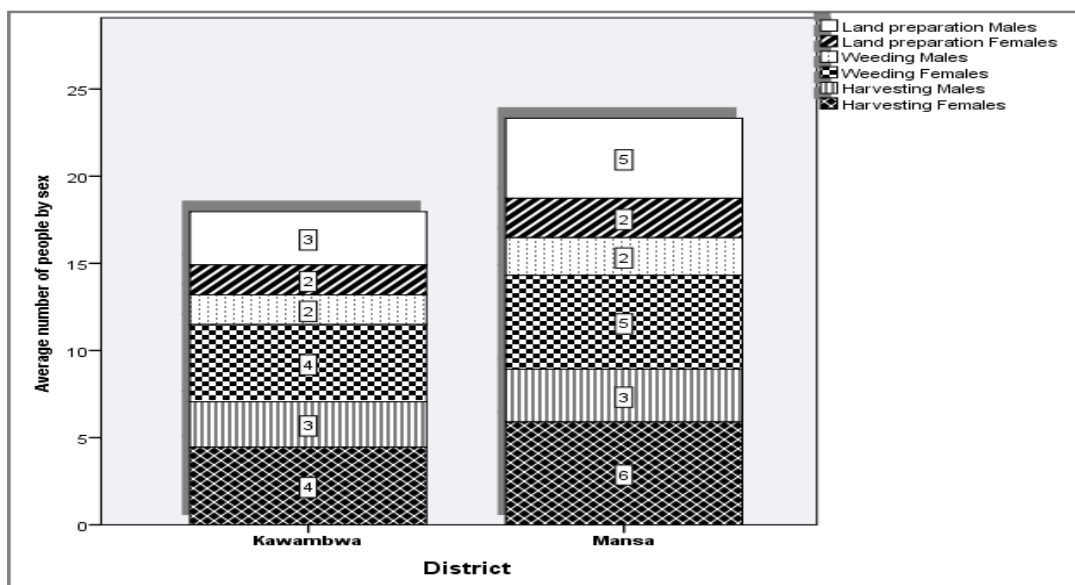 Land preparation Males
Land preparation Females
Weeding Males
Weeding Females
Harvesting Males
Harvesting Females
Average number of people by sex
25
20
15
10
5
0
3
2
2
4
3
4
5
2
2
5
3
6
Kawambwa
Mansa
District